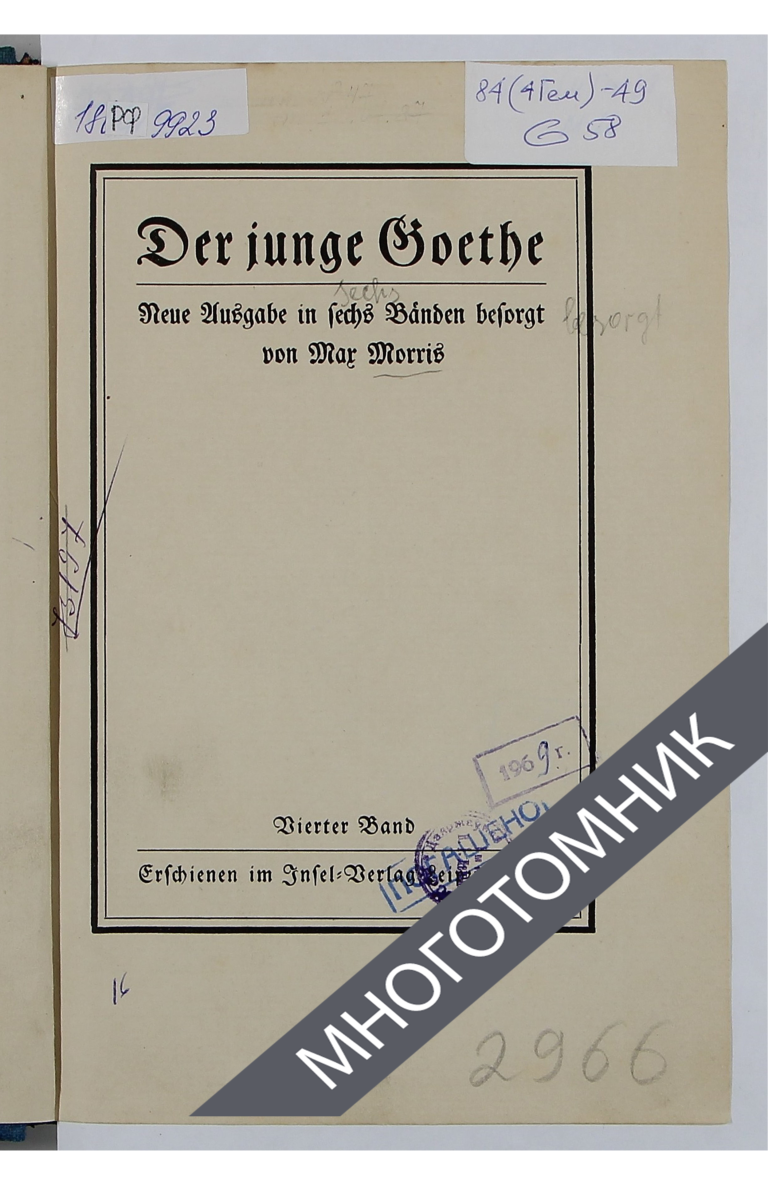 9923
84(4Гем)-49
G 58
Der junge Goethe
sechs
Neue Ausgabe in sechs Bänden besorgt
besorgt
von Max Morris
1969 г.
Vierter Band
ПОГАШЕНО
Erschienen im Insel-Verlag
МНОГОТОМНИК
2966